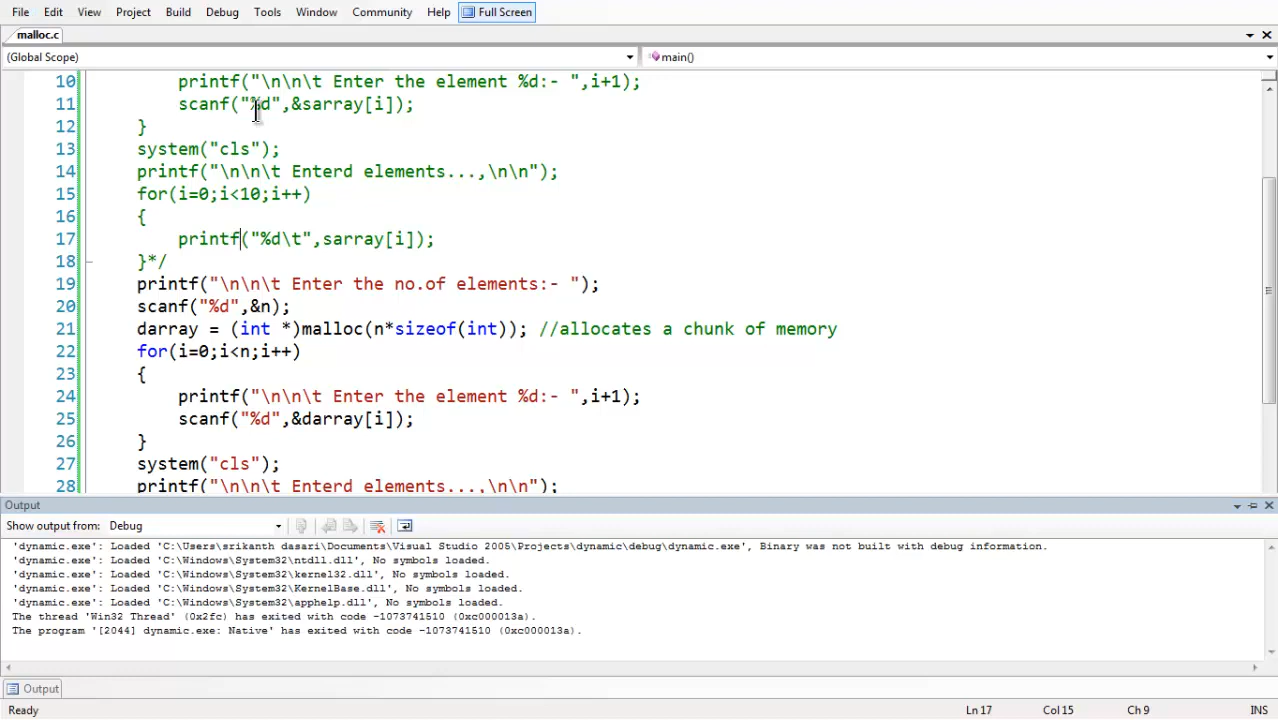 File Edit View Project Build Debug Tools Window Community Help Full Screen
malloc.c
(Global Scope) main()
10 printf("\n\n\t Enter the element %d:- ",i+1);
11 scanf("%d",&sarray[i]);
12 }
13 system("cls");
14 printf("\n\n\t Enterd elements...,\n\n");
15 for(i=0;i<10;i++)
16 {
17 printf("%d\t",sarray[i]);
18 }*/
19 printf("\n\n\t Enter the no.of elements:- ");
20 scanf("%d",&n);
21 darray = (int *)malloc(n*sizeof(int)); //allocates a chunk of memory
22 for(i=0;i<n;i++)
23 {
24 printf("\n\n\t Enter the element %d:- ",i+1);
25 scanf("%d",&darray[i]);
26 }
27 system("cls");
28 printf("\n\n\t Enterd elements...,\n\n");
Output
Show output from: Debug
'dynamic.exe': Loaded 'C:\Users\srikanth dasari\Documents\Visual Studio 2005\Projects\dynamic\debug\dynamic.exe', Binary was not built with debug information.
'dynamic.exe': Loaded 'C:\Windows\System32\ntdll.dll', No symbols loaded.
'dynamic.exe': Loaded 'C:\Windows\System32\kernel32.dll', No symbols loaded.
'dynamic.exe': Loaded 'C:\Windows\System32\KernelBase.dll', No symbols loaded.
'dynamic.exe': Loaded 'C:\Windows\System32\apphelp.dll', No symbols loaded.
The thread 'Win32 Thread' (0x2fc) has exited with code -1073741510 (0xc000013a).
The program '[2044] dynamic.exe: Native' has exited with code -1073741510 (0xc000013a).
Output
Ready Ln 17 Col 15 Ch 9 INS